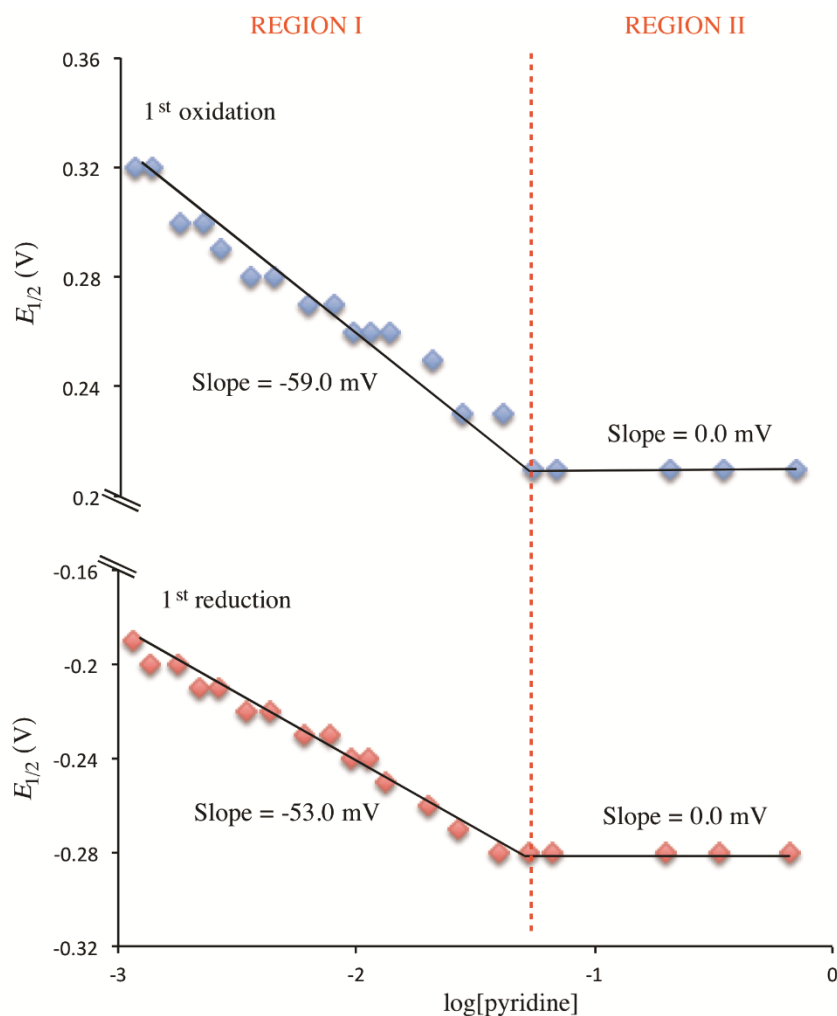 REGION I REGION II
0.36
1st oxidation
0.32
0.28
E1/2 (V)
0.24
Slope = -59.0 mV
Slope = 0.0 mV
0.2
-0.16
1st reduction
-0.2
E1/2 (V)
-0.24
Slope = -53.0 mV
Slope = 0.0 mV
-0.28
-0.32
-3 -2 -1 0
log[pyridine]